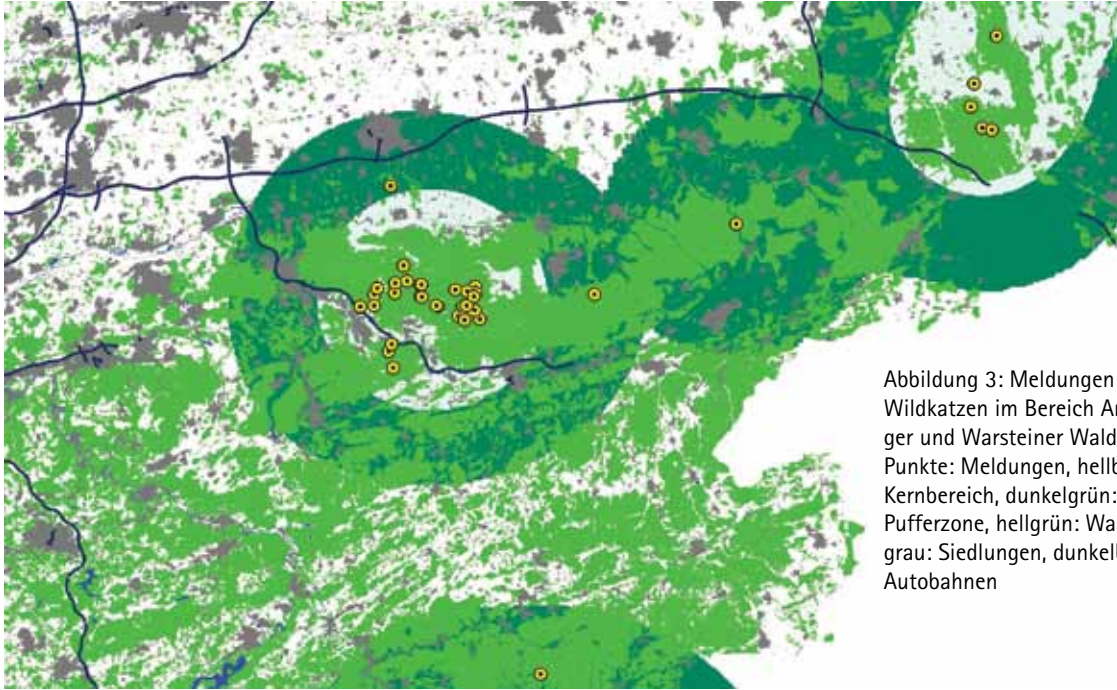 Abbildung 3: Meldungen
Wildkatzen im Bereich
ger und Warsteiner Wald
Punkte: Meldungen,
Kernbereich, dunkelgrün:
Pufferzone, hellgrün:
grau: Siedlungen,
Autobahnen